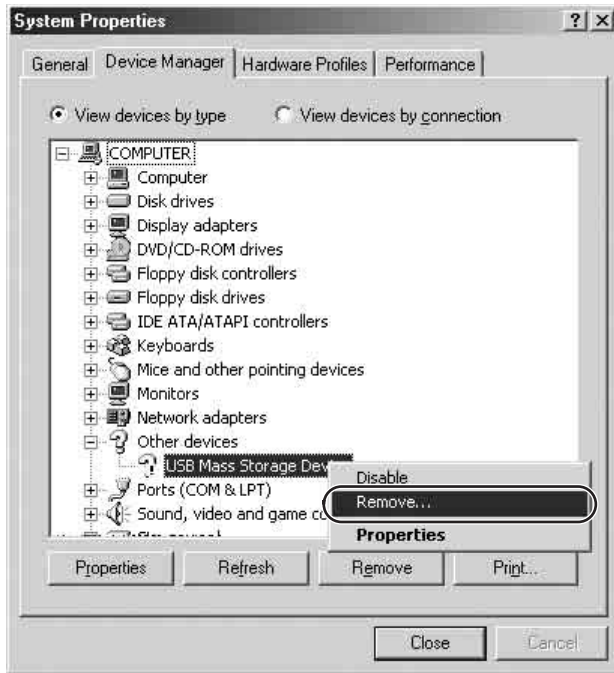 System Properties
? ×
General Device Manager Hardware Profiles Performance
View devices by type View devices by connection
COMPUTER
Computer
Disk drives
Display adapters
DVD/CD-ROM drives
Floppy disk controllers
Floppy disk drives
IDE ATA/ATAPI controllers
Keyboards
Mice and other pointing devices
Monitors
Network adapters
Other devices
USB Mass Storage Dev
Disable
Ports (COM & LPT)
Remove...
Sound, video and game co
Properties
Properties Refresh Remove Print...
Close Cancel